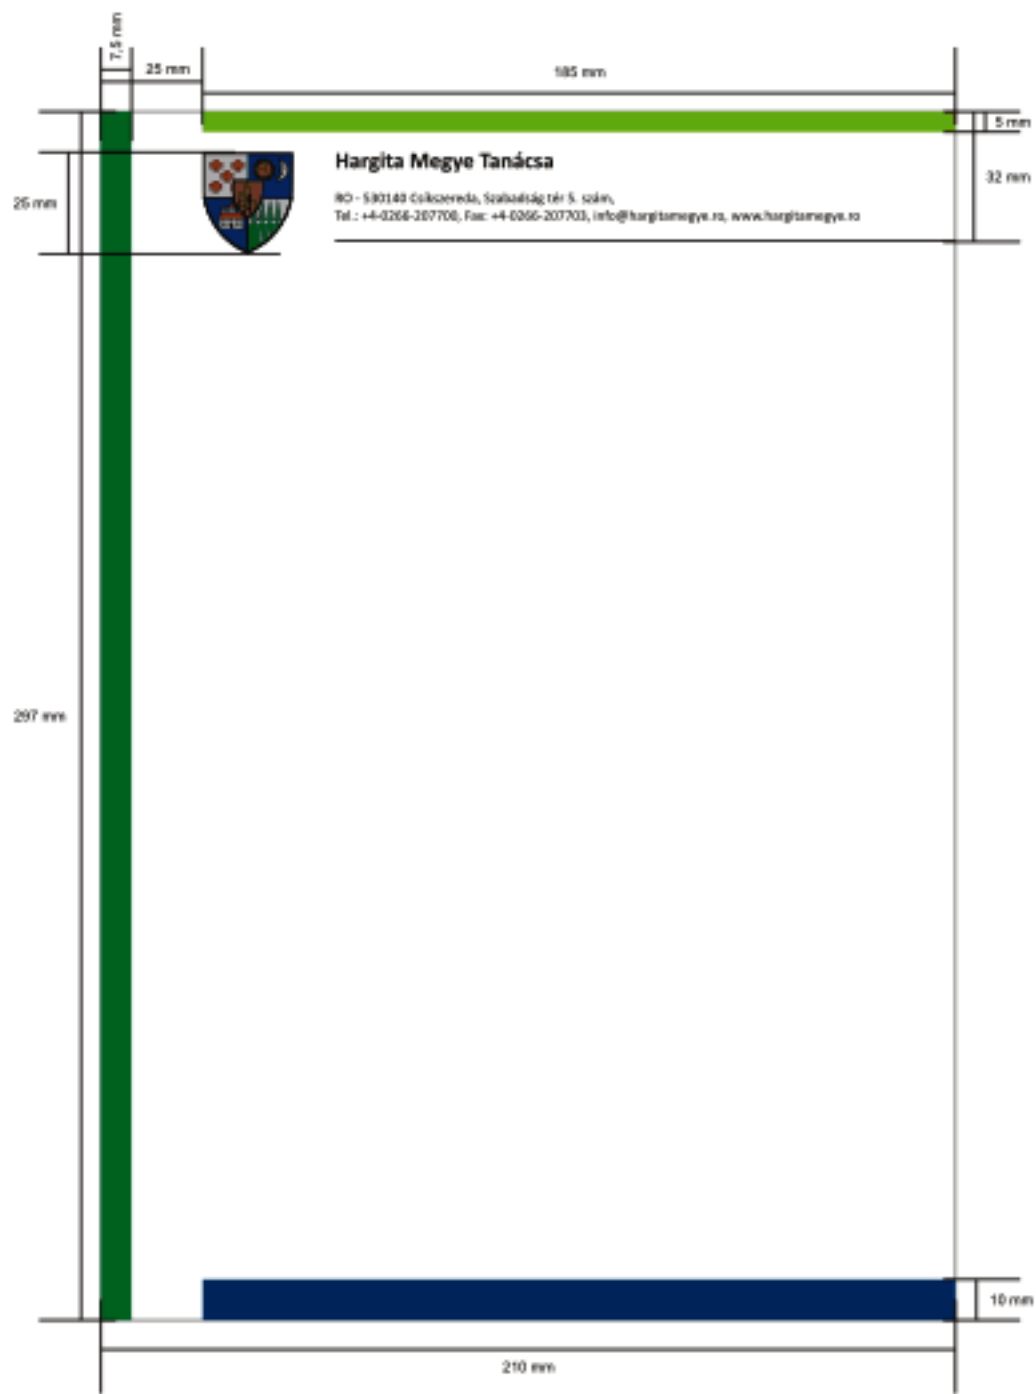 7,5 mm
25 mm
185 mm
5 mm
32 mm
25 mm
Hargita Megye Tanácsa
RO - 530140 Csíkszereda, Szabadság tér 5. szám,
Tel.: +4-0266-207700, Fax: +4-0266-207703, info@hargitamegye.ro, www.hargitamegye.ro
297 mm
10 mm
210 mm